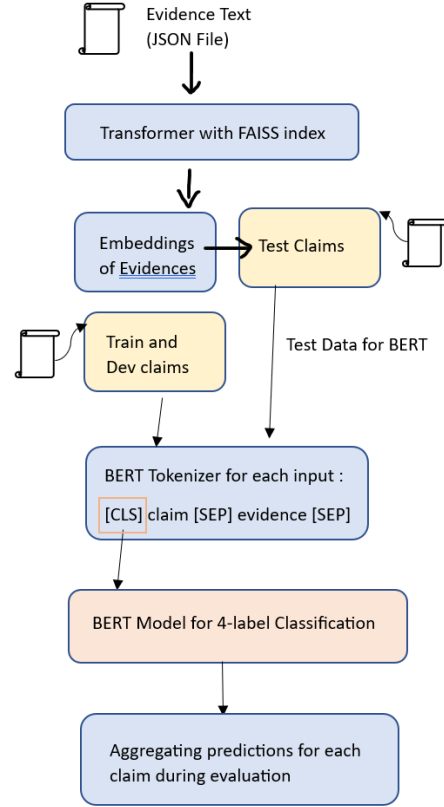 Evidence Text
(JSON File)
Transformer with FAISS index
Embeddings
of Evidences
Test Claims
Train and
Dev claims
Test Data for BERT
BERT Tokenizer for each input :
[CLS] claim [SEP] evidence [SEP]
BERT Model for 4-label Classification
Aggregating predictions for each
claim during evaluation